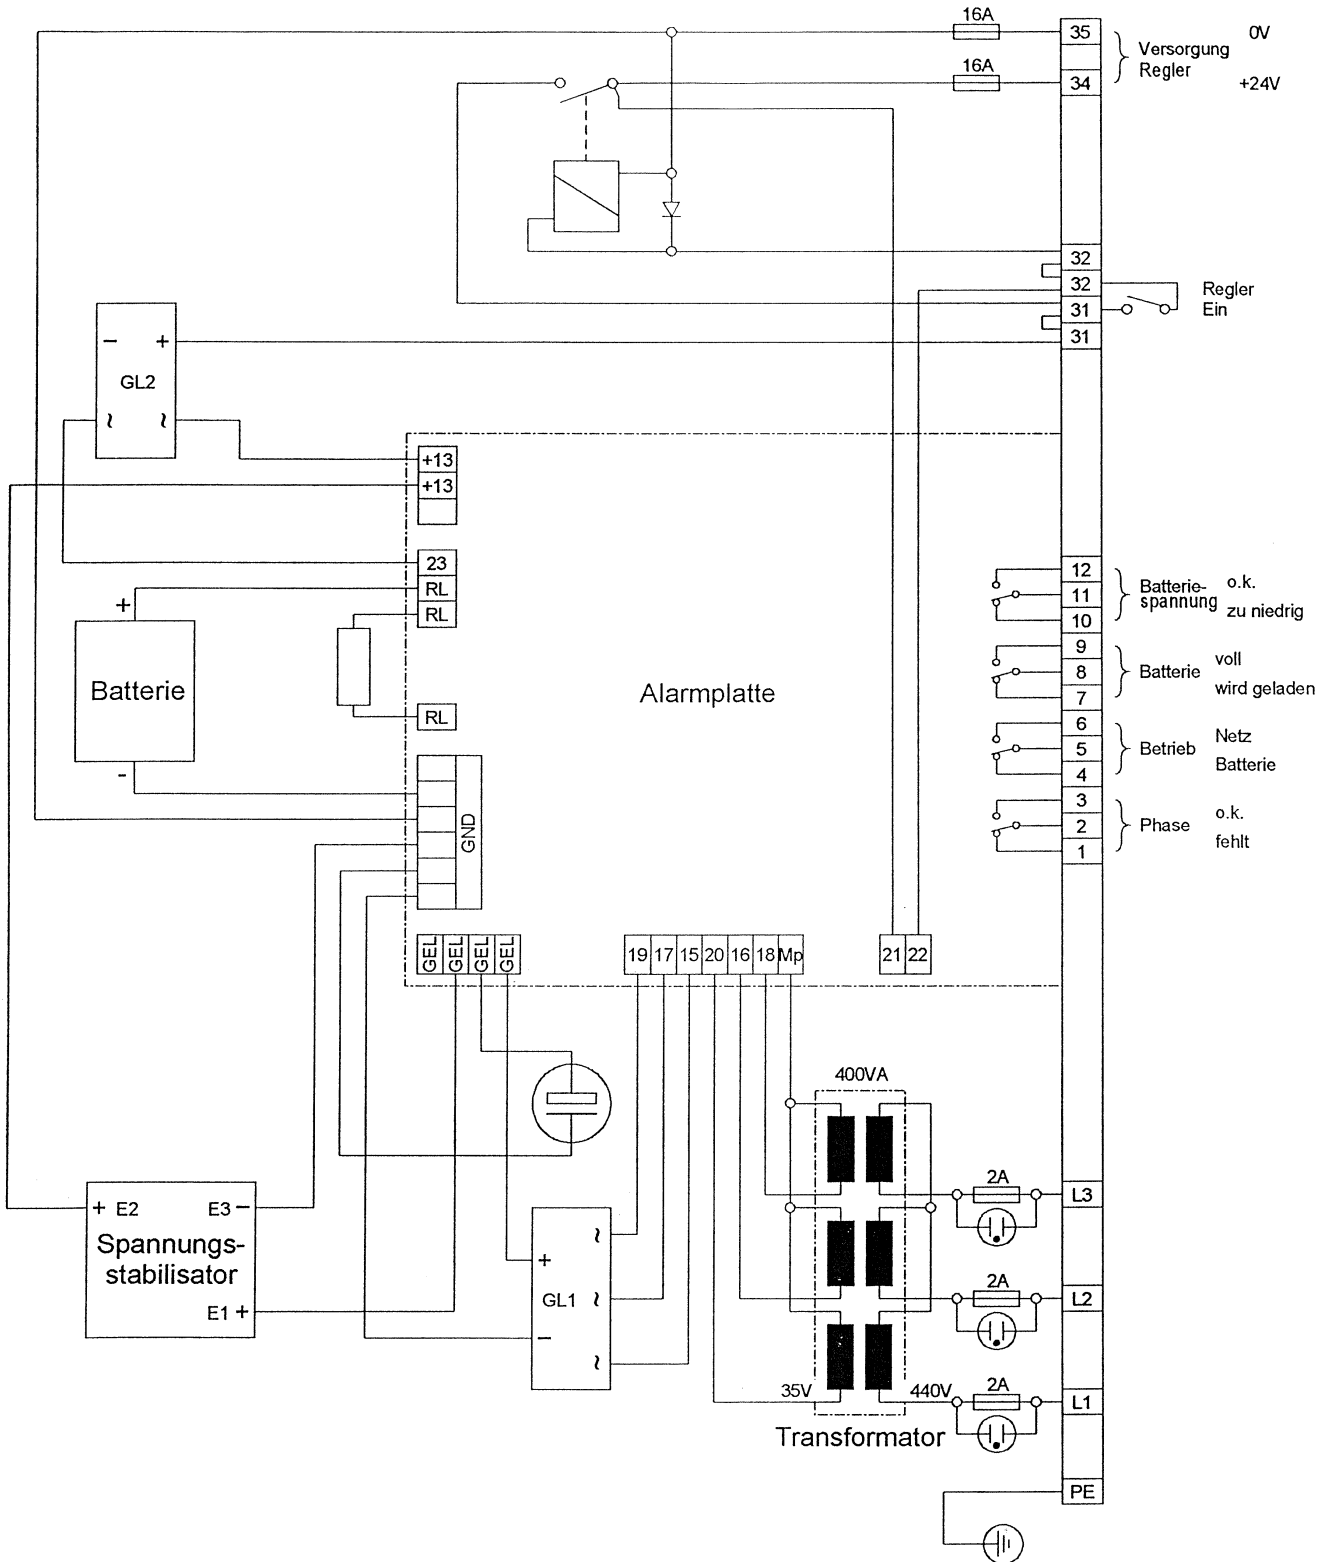 16A
35
0V
Versorgung
Regler
16A
34
+24V
32
32
31
31
Regler
Ein
− +
GL2
~ ~
+13
+13
23
RL
RL
RL
+
Batterie
-
Alarmplatte
GND
12
11
10
Batterie-
spannung
o.k.
zu niedrig
9
8
7
Batterie
voll
wird geladen
6
5
4
Betrieb
Netz
Batterie
3
2
1
Phase
o.k.
fehlt
GEL GEL GEL GEL
19 17 15 20 16 18 Mp
21 22
400VA
+ E2 E3 −
Spannungs-
stabilisator
E1 +
~
+
GL1 ~
−
~
35V
440V
Transformator
2A
L3
2A
L2
2A
L1
PE